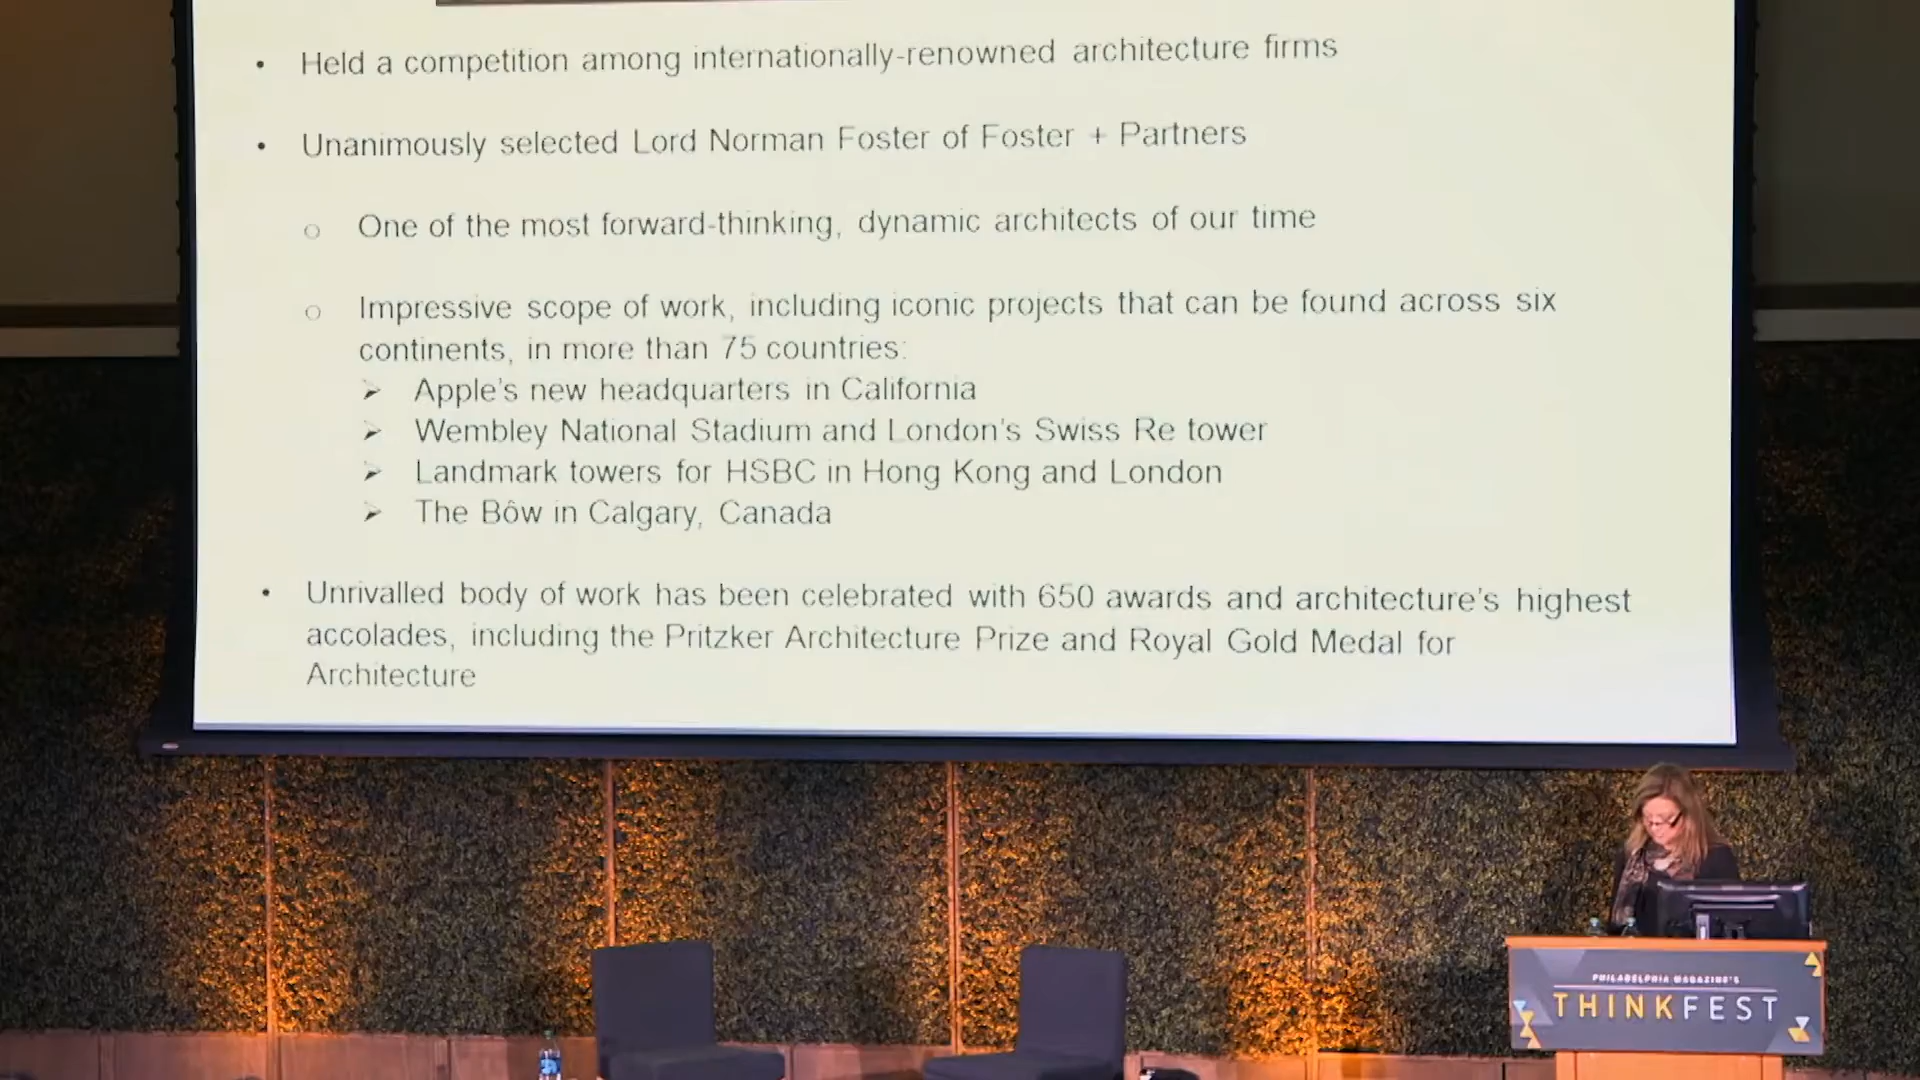 • Held a competition among internationally-renowned architecture firms
• Unanimously selected Lord Norman Foster of Foster + Partners
o One of the most forward-thinking, dynamic architects of our time
o Impressive scope of work, including iconic projects that can be found across six
continents, in more than 75 countries:
➢ Apple's new headquarters in California
➢ Wembley National Stadium and London's Swiss Re tower
➢ Landmark towers for HSBC in Hong Kong and London
➢ The Bôw in Calgary, Canada
• Unrivalled body of work has been celebrated with 650 awards and architecture's highest
accolades, including the Pritzker Architecture Prize and Royal Gold Medal for
Architecture
PHILADELPHIA MAGAZINE'S
THINKFEST